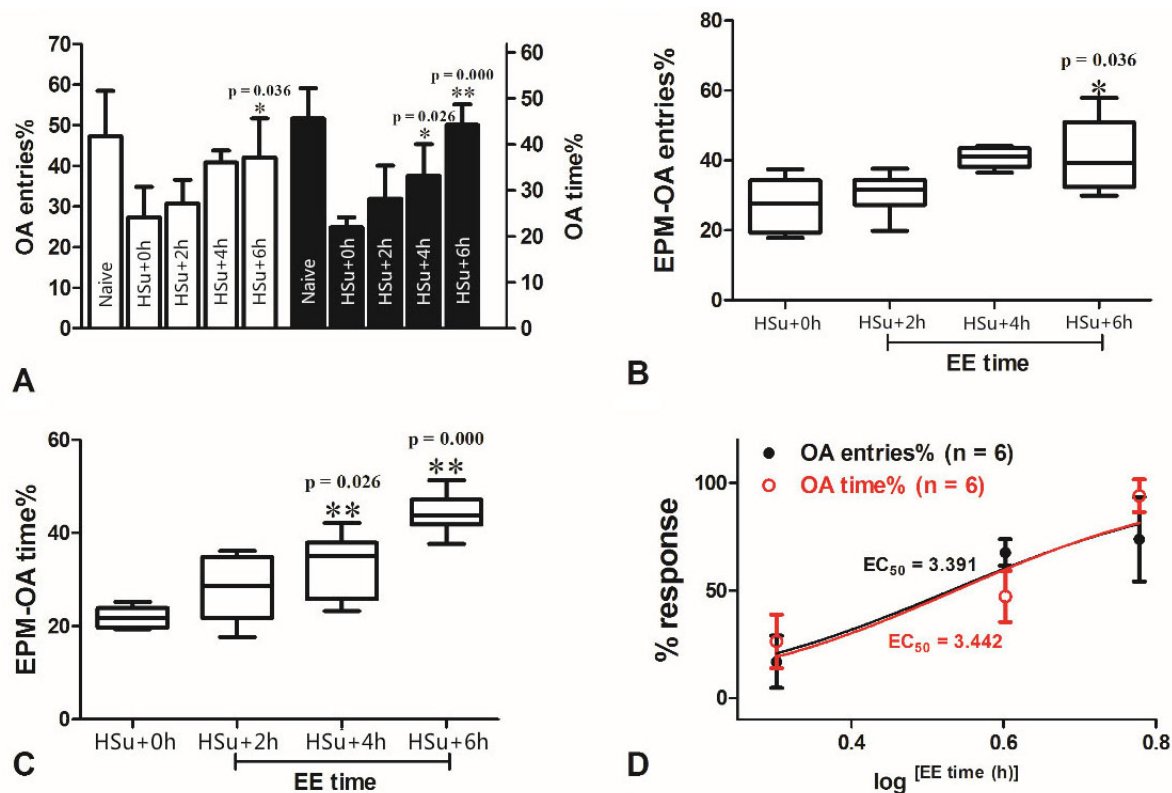 70
60
50
40
30
20
10
0
OA entries%
Naive
HSu+0h
HSu+2h
HSu+4h
HSu+6h
p = 0.036
*
Naive
HSu+0h
HSu+2h
HSu+4h
HSu+6h
p = 0.026
*
p = 0.000
**
60
50
40
30
20
10
0
OA time%
A
80
60
40
20
0
EPM-OA entries%
p = 0.036
*
HSu+0h HSu+2h HSu+4h HSu+6h
EE time
B
60
40
20
0
EPM-OA time%
p = 0.026
**
p = 0.000
**
HSu+0h HSu+2h HSu+4h HSu+6h
EE time
C
OA entries% (n = 6)
OA time% (n = 6)
100
50
0
% response
EC50 = 3.391
EC50 = 3.442
0.4 0.6 0.8
log [EE time (h)]
D